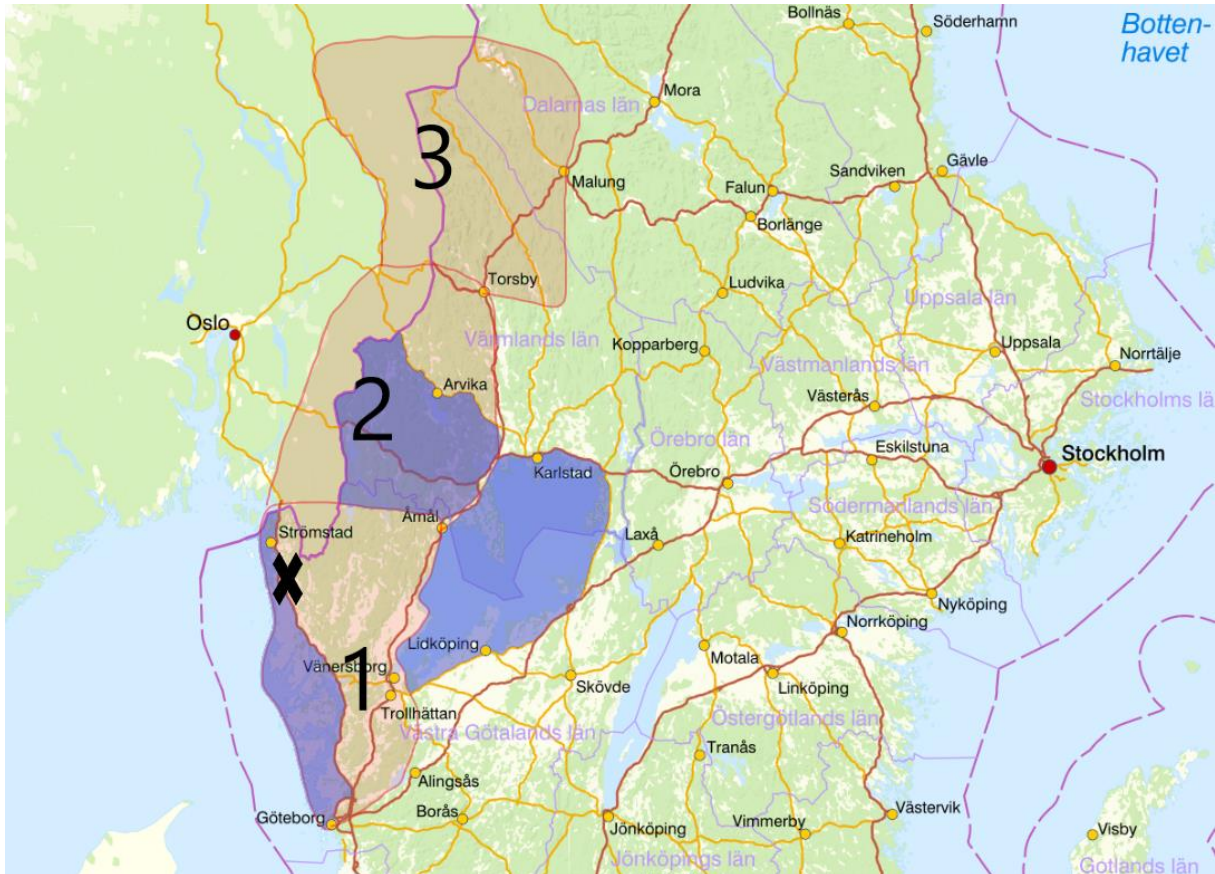 Bollnäs
Söderhamn
Botten-
havet
Mora
Dalarnas län
3
Malung
Falun
Sandviken
Gävle
Borlänge
Torsby
Ludvika
Uppsala län
Oslo
Värmlands län
Kopparberg
Uppsala
Norrtälje
Västmanlands län
2
Arvika
Västerås
Stockholms lä
Örebro län
Eskilstuna
Stockholm
Karlstad
Örebro
Södermanlands län
Åmål
Strömstad
Laxå
Katrineholm
X
Nyköping
Norrköping
Lidköping
Motala
1
Vänersborg
Skövde
Linköping
Trollhättan
Västra Götalands län
Östergötlands län
Tranås
Alingsås
Göteborg
Borås
Jönköping
Vimmerby
Västervik
Visby
Jönköpings län
Gotlands län